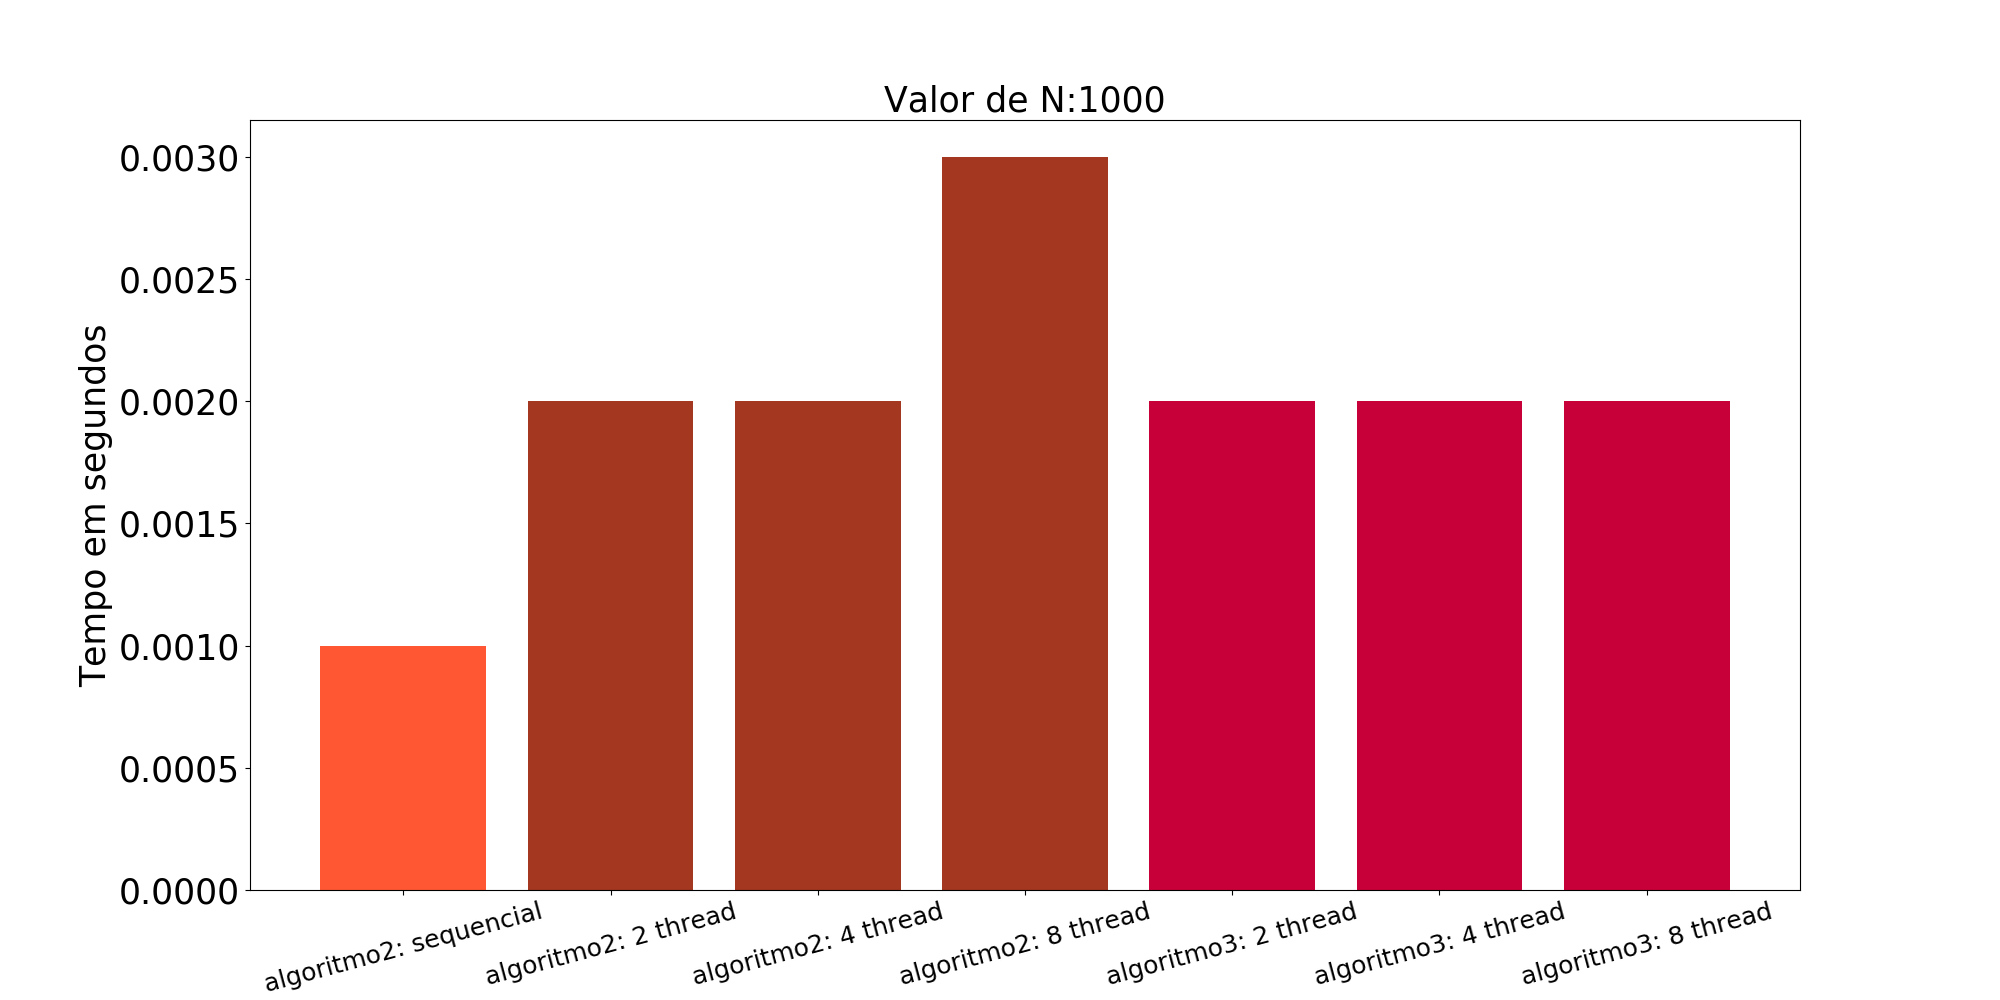 Valor de N:1000
Tempo em segundos
0.0030
0.0025
0.0020
0.0015
0.0010
0.0005
0.0000
algoritmo2: sequencial
algoritmo2: 2 thread
algoritmo2: 4 thread
algoritmo2: 8 thread
algoritmo3: 2 thread
algoritmo3: 4 thread
algoritmo3: 8 thread